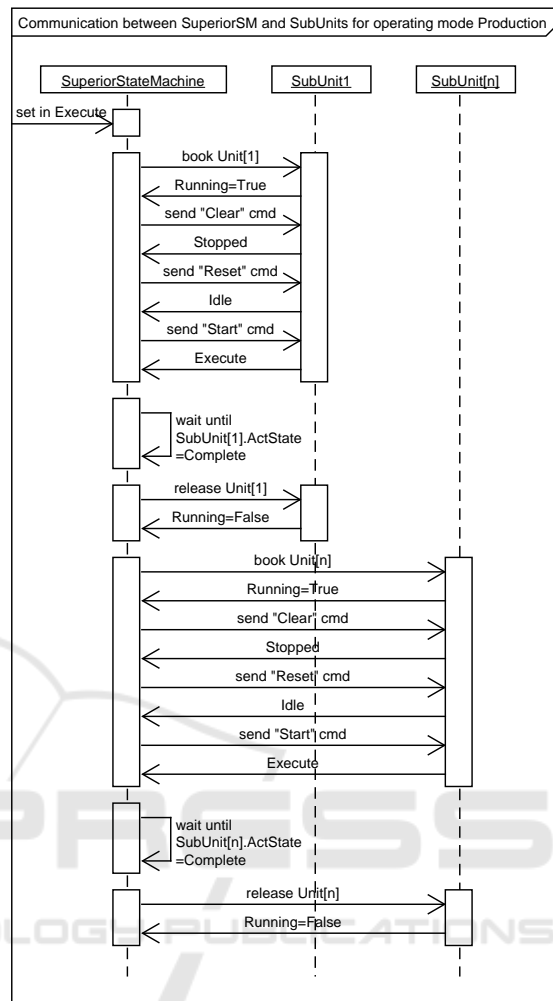 Communication between SuperiorSM and SubUnits for operating mode Production
SuperiorStateMachine
SubUnit1
SubUnit[n]
set in Execute
book Unit[1]
Running=True
send "Clear" cmd
Stopped
send "Reset" cmd
Idle
send "Start" cmd
Execute
wait until
SubUnit[1].ActState
=Complete
release Unit[1]
Running=False
book Unit[n]
Running=True
send "Clear" cmd
Stopped
send "Reset" cmd
Idle
send "Start" cmd
Execute
wait until
SubUnit[n].ActState
=Complete
release Unit[n]
Running=False
PRESS
LOGY PUBLICATIONS